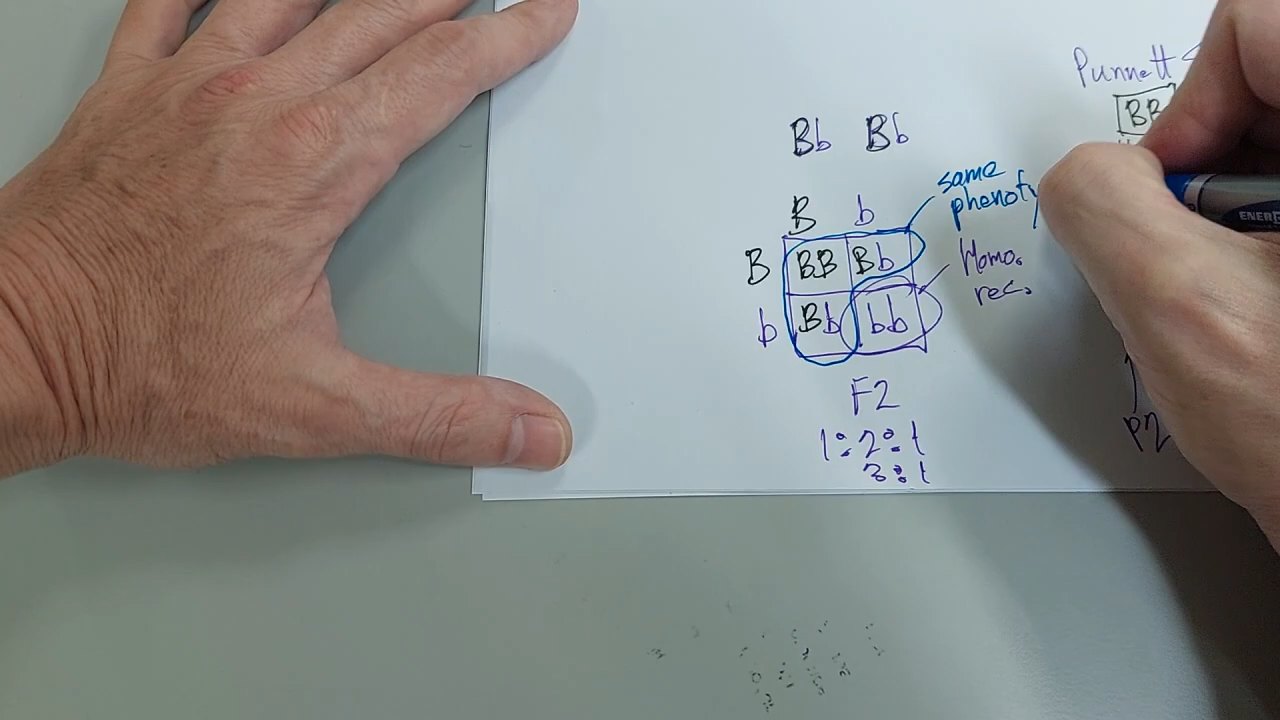 Punnett
BB
Bb Bb
same
phenoty
B b
B BB Bb
Homo.
rec.
b Bb bb
F2
1:2:1
3:1
P2
ENER